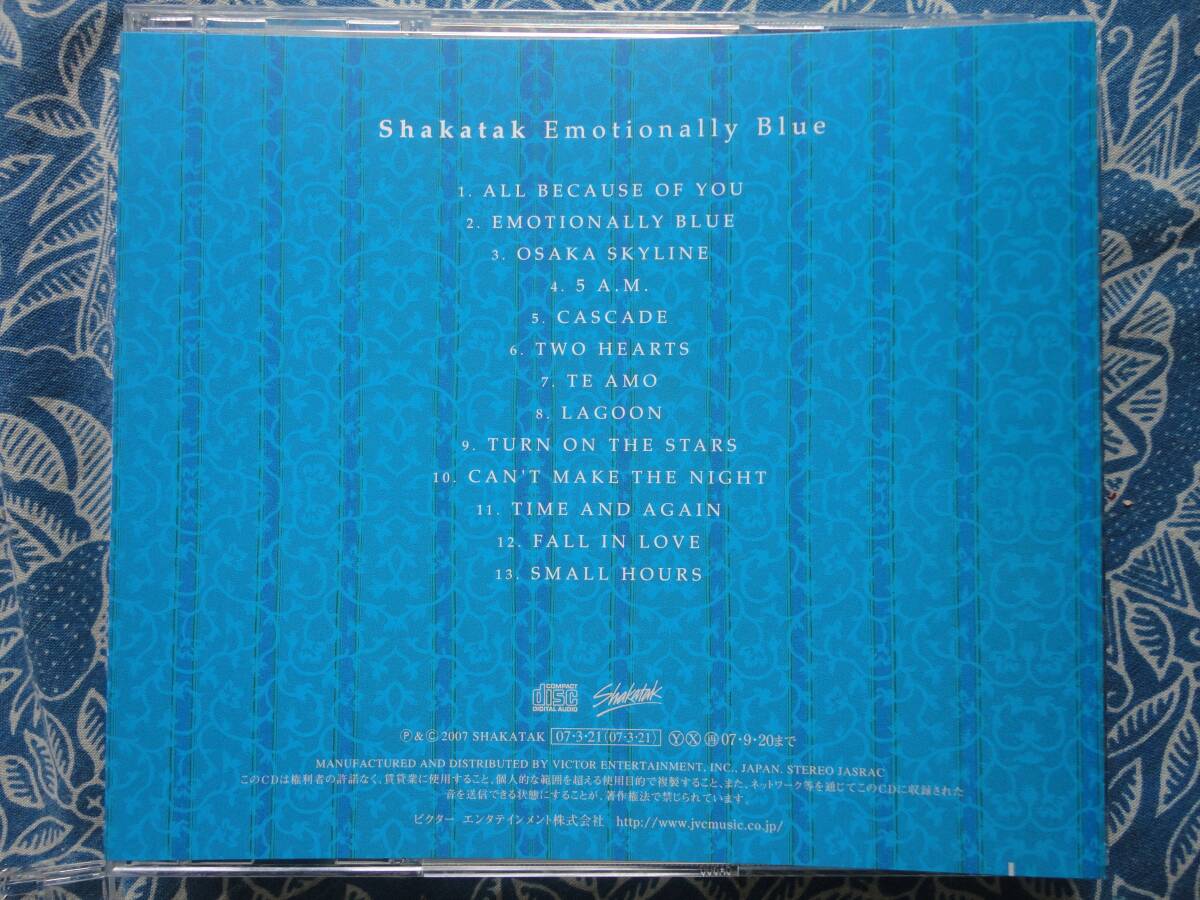 Shakatak Emotionally Blue
1. ALL BECAUSE OF YOU
2. EMOTIONALLY BLUE
3. OSAKA SKYLINE
4. 5 A.M.
5. CASCADE
6. TWO HEARTS
7. TE AMO
8. LAGOON
9. TURN ON THE STARS
10. CAN'T MAKE THE NIGHT
11. TIME AND AGAIN
12. FALL IN LOVE
13. SMALL HOURS
COMPACT
disc
DIGITAL AUDIO
Shakatak
Ⓟ&Ⓒ 2007 SHAKATAK 07・3・21(07・3・21) Ⓨ Ⓧ 07・9・20まで
MANUFACTURED AND DISTRIBUTED BY VICTOR ENTERTAINMENT, INC., JAPAN. STEREO JASRAC
このCDは権利者の許諾なく、賃貸業に使用すること、個人的な範囲を超える使用目的で複製すること、また、ネットワーク等を通じてこのCDに収録された
音を送信できる状態にすることが、著作権法で禁じられています。
ビクター エンタテインメント株式会社 http://www.jvcmusic.co.jp/